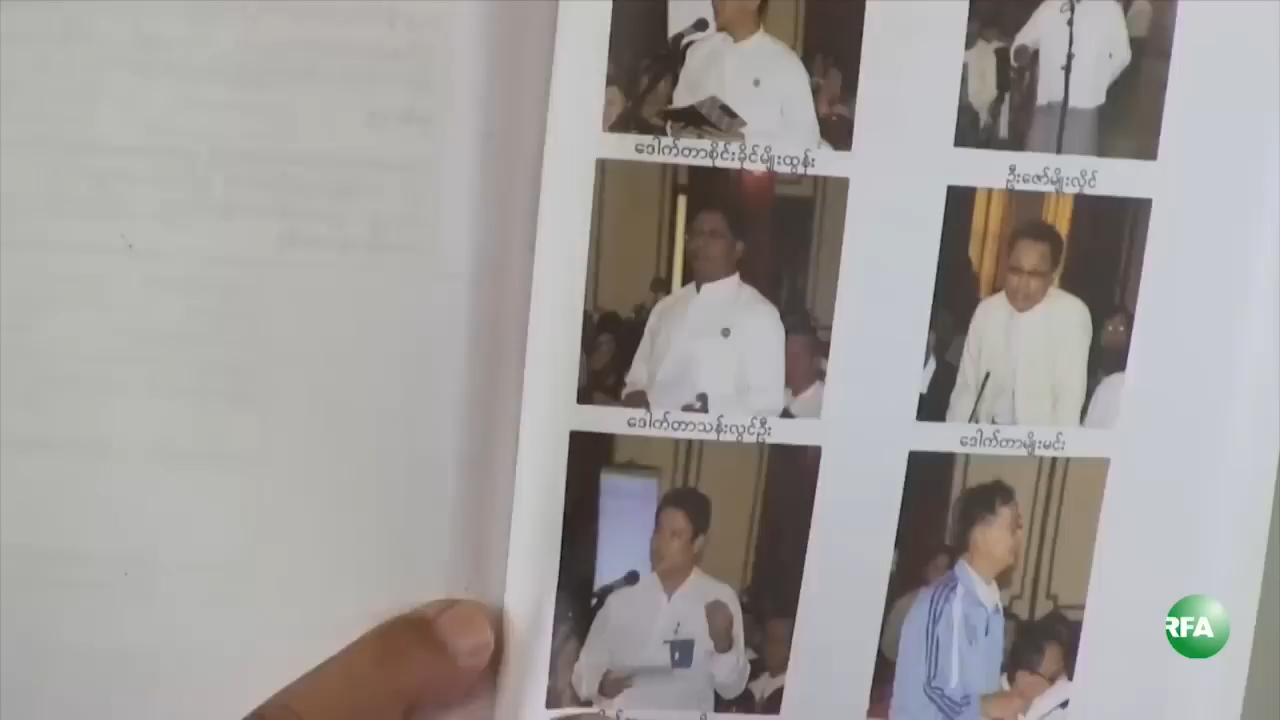 ဒေါက်တာစိုင်းခိုင်မျိုးထွန်း
ဦးဇော်မျိုးလှိုင်
ဒေါက်တာသန်းလွင်ဦး
ဒေါက်တာမျိုးမင်း
RFA